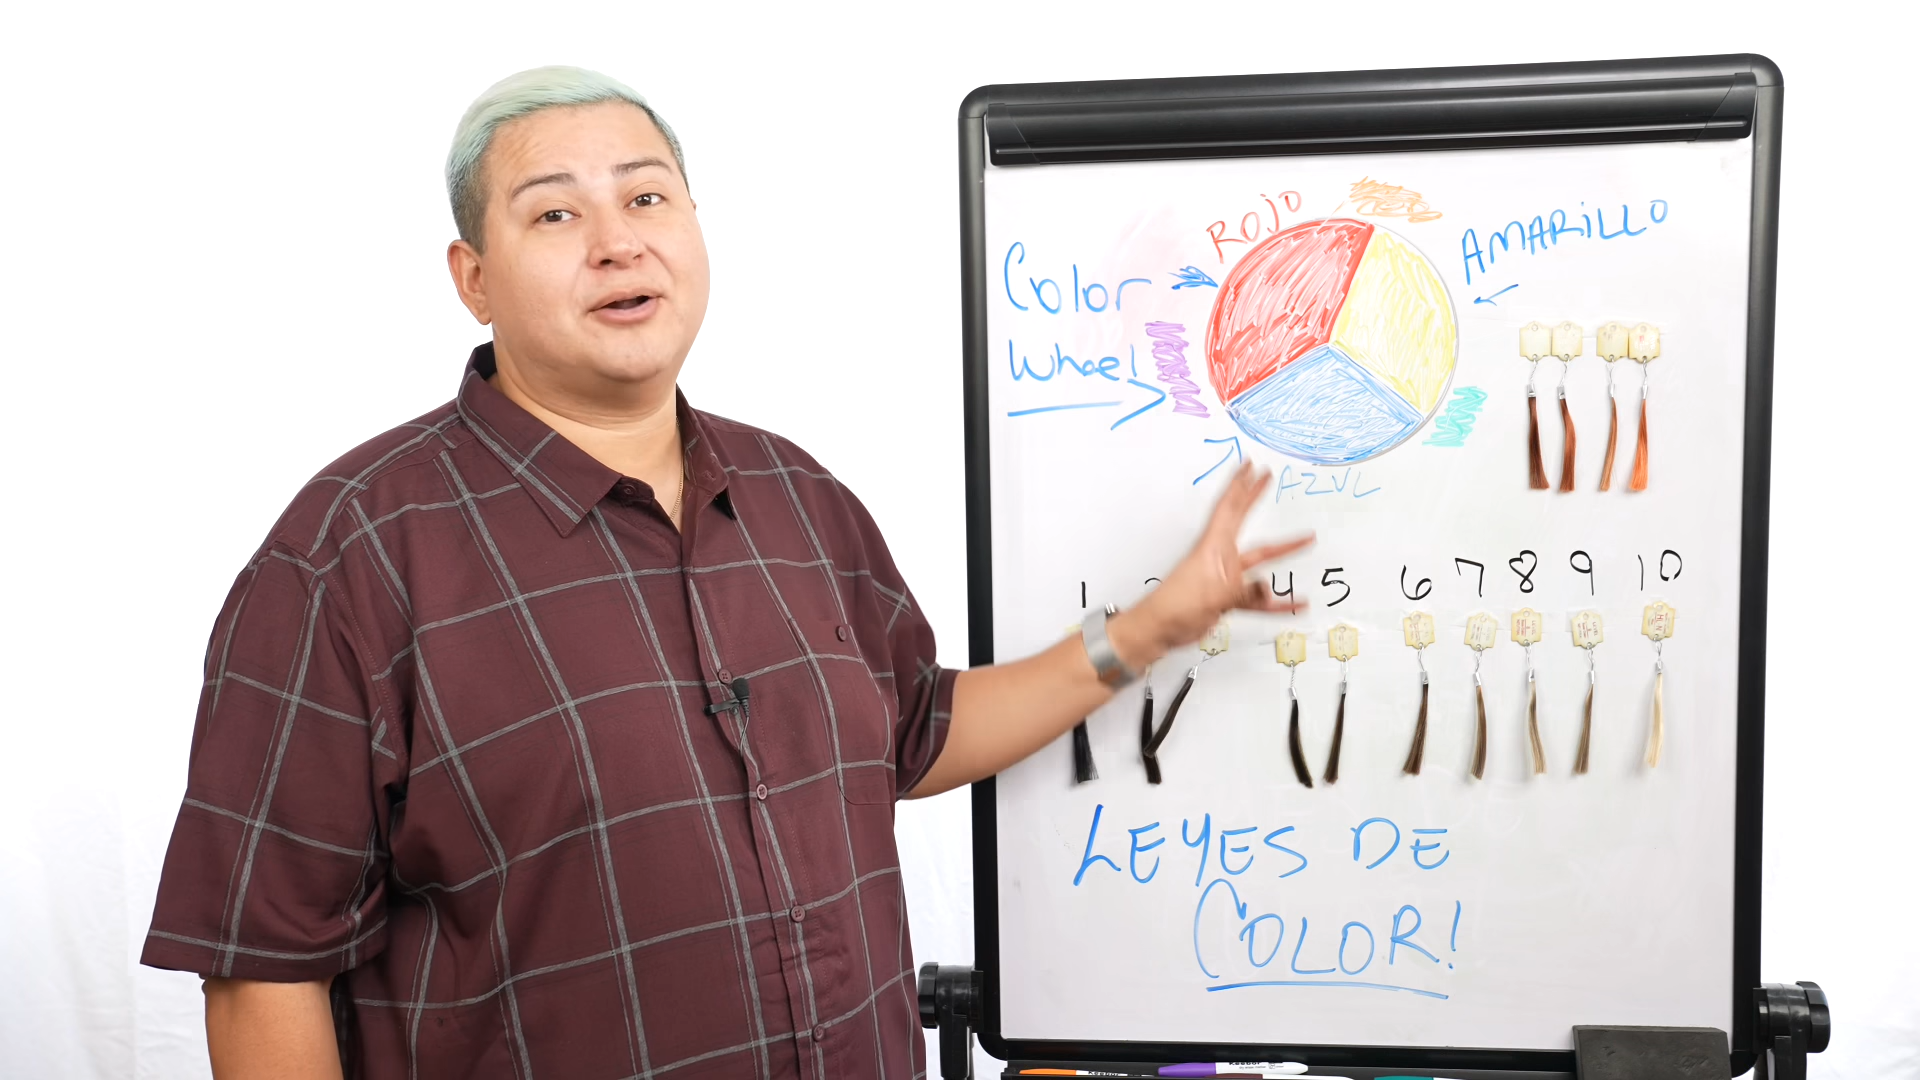 ROJO
AMARiLLO
Color
Wheel
AZUL
1 4 5 6 7 8 9 10
LEYES DE
COLOR!